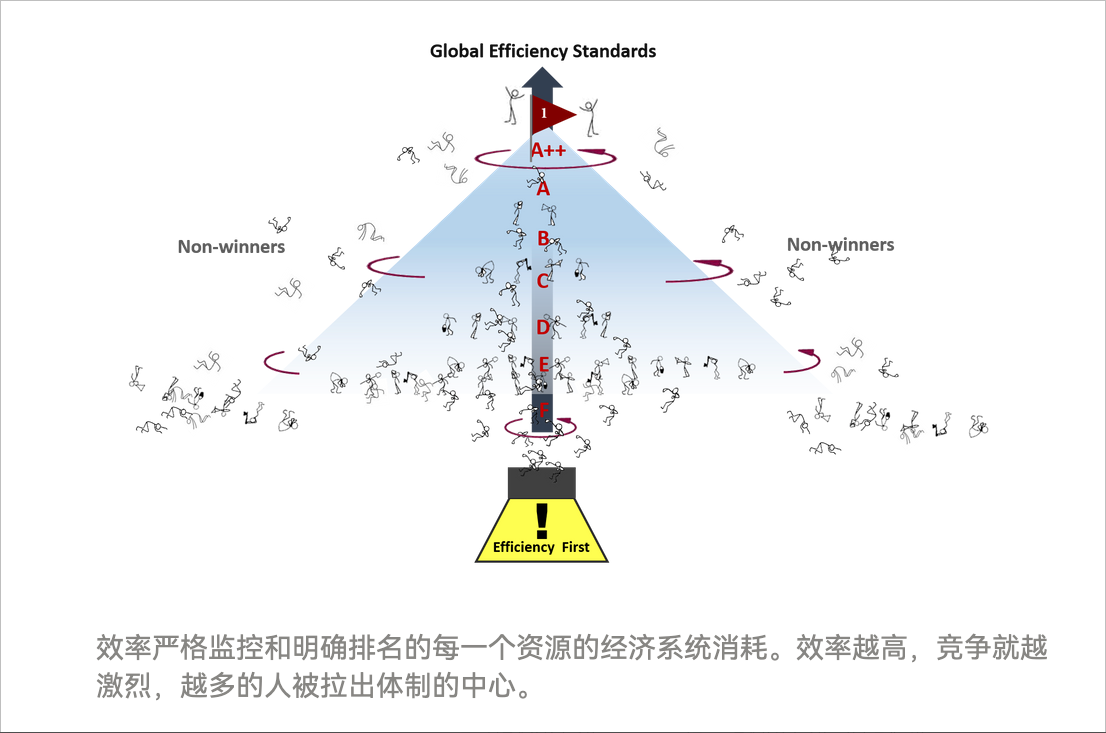 Global Efficiency Standards
1
A++
A
Non-winners
B
Non-winners
C
D
E
F
!
Efficiency First
效率严格监控和明确排名的每一个资源的经济系统消耗。效率越高，竞争就越
激烈，越多的人被拉出体制的中心。